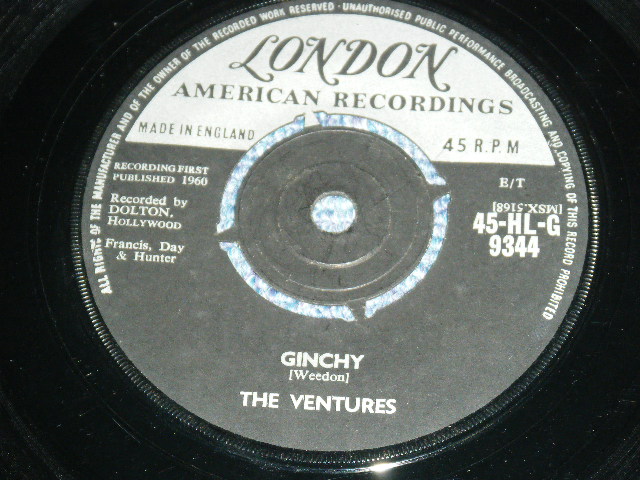 ALL RIGHTS OF THE MANUFACTURER AND OF THE OWNER OF THE RECORDED WORK RESERVED · UNAUTHORISED PUBLIC PERFORMANCE BROADCASTING AND COPYING OF THIS RECORD PROHIBITED
LONDON
AMERICAN RECORDINGS
MADE IN ENGLAND
45 R.P.M
RECORDING FIRST
PUBLISHED 1960
E/T
Recorded by
DOLTON,
HOLLYWOOD
[MSX.5168]
45-HL-G
9344
Francis, Day
& Hunter
GINCHY
[Weedon]
THE VENTURES